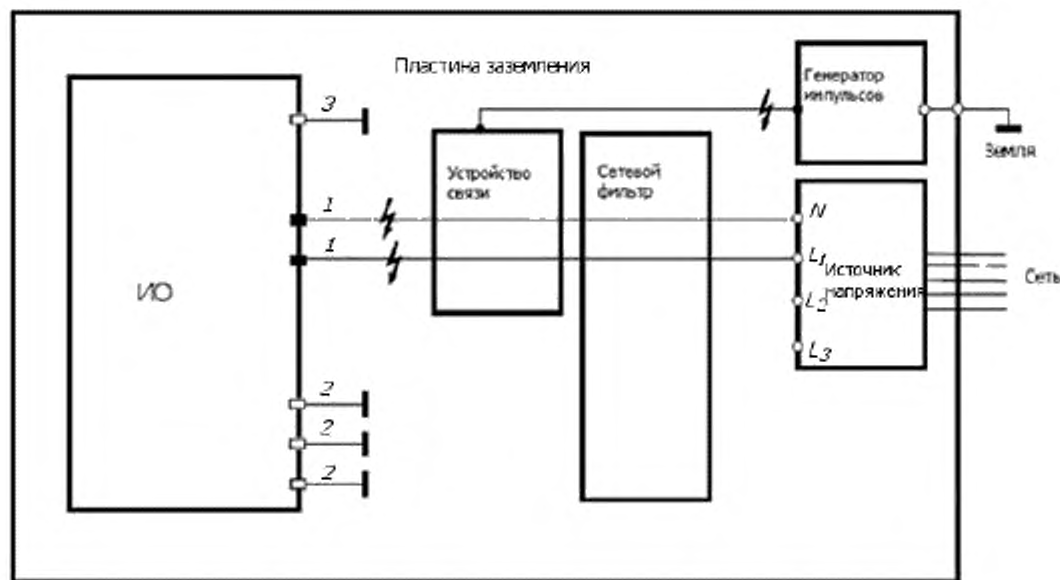 Пластина заземления
Генератор
импульсов
3
Земля
Устройство
связи
Сетевой
фильтр
1
N
1
L1
Источник
напряжения
Сеть
ИО
L2
L3
2
2
2